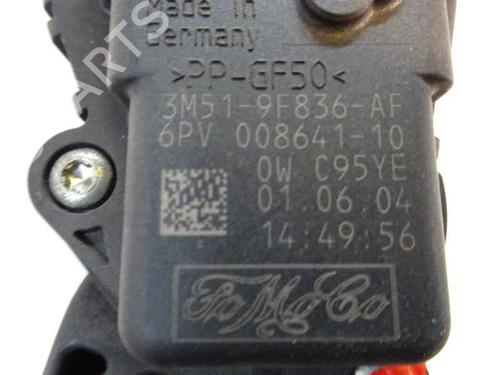 Made in
Germany
>PP-GF50<
3M51-9F836-AF
6PV 008641-10
0W C95YE
01.06.04
14:49:56
FoMoCo
PARTS